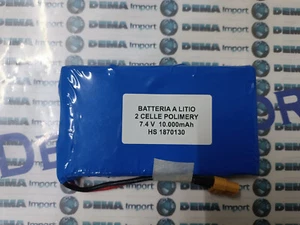 DEMA Import
BATTERIA A LITIO
2 CELLE POLIMERY
7.4 V 10.000mAh
HS 1870130